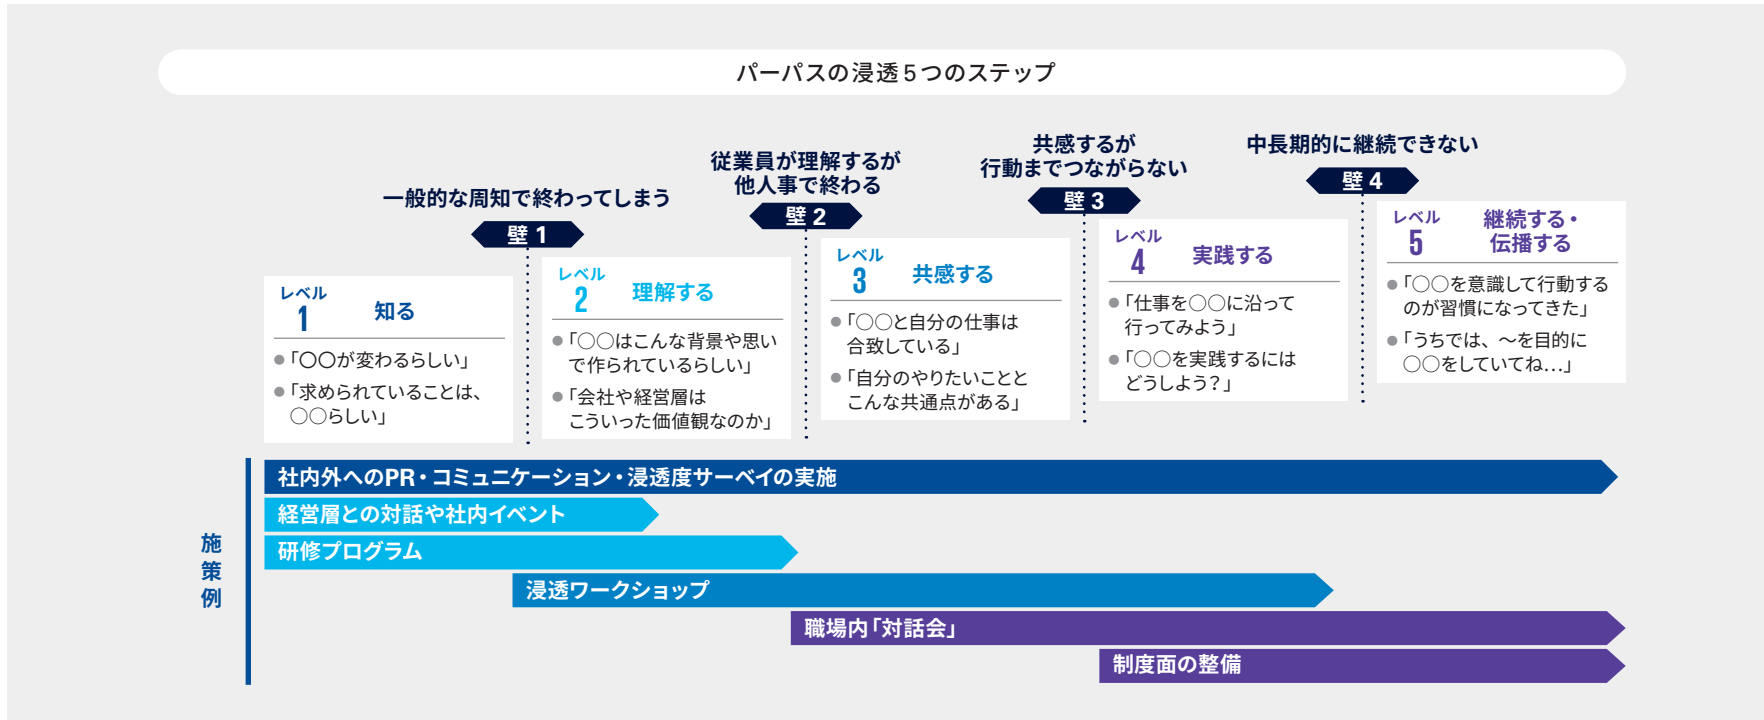 パーパスの浸透5つのステップ
一般的な周知で終わってしまう
壁 1
従業員が理解するが
他人事で終わる
壁 2
共感するが
行動までつながらない
壁 3
中長期的に継続できない
壁 4
レベル
1
知る
●「〇〇が変わるらしい」
●「求められていることは、
〇〇らしい」
レベル
2
理解する
●「〇〇はこんな背景や思い
で作られているらしい」
●「会社や経営層は
こういった価値観なのか」
レベル
3
共感する
●「〇〇と自分の仕事は
合致している」
●「自分のやりたいことと
こんな共通点がある」
レベル
4
実践する
●「仕事を〇〇に沿って
行ってみよう」
●「〇〇を実践するには
どうしよう？」
レベル
5
継続する・
伝播する
●「〇〇を意識して行動する
のが習慣になってきた」
●「うちでは、～を目的に
〇〇をしていてね…」
施策例
社内外へのPR・コミュニケーション・浸透度サーベイの実施
経営層との対話や社内イベント
研修プログラム
浸透ワークショップ
職場内「対話会」
制度面の整備